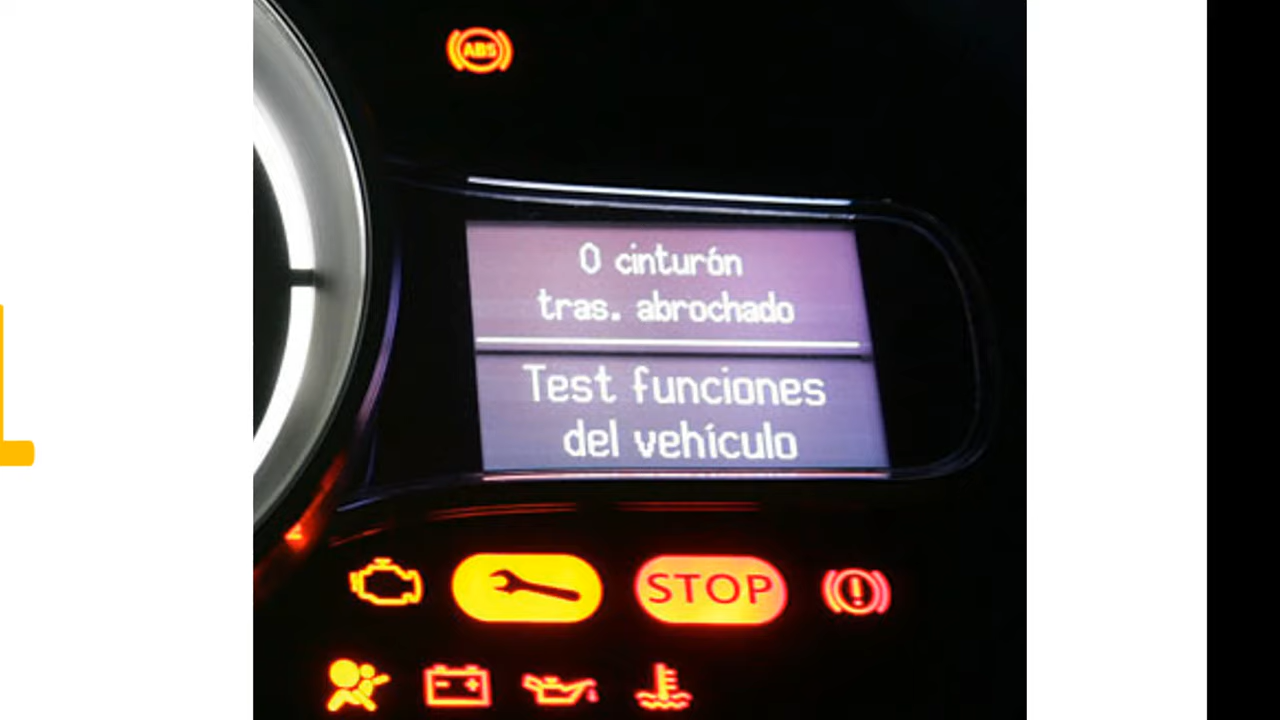 ABS
0 cinturón
tras. abrochado
Test funciones
del vehículo
STOP